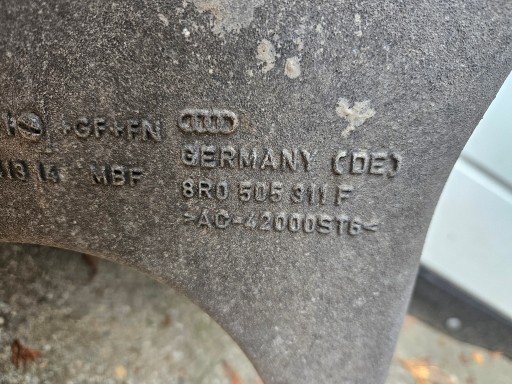 +GF+FN
GERMANY (DE)
MBF
8R0 505 311 F
>AC-42000ST6<